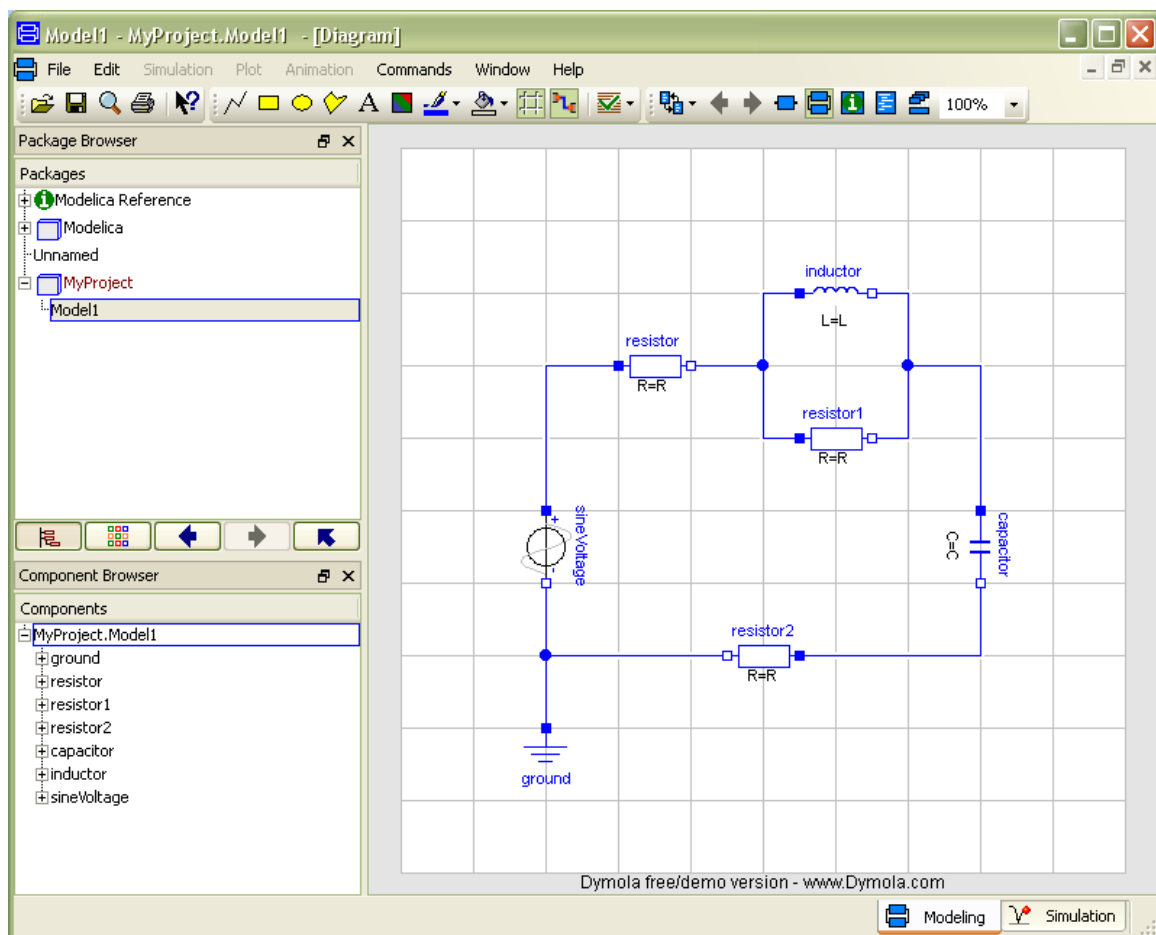 Model1 - MyProject.Model1 - [Diagram]
File Edit Simulation Plot Animation Commands Window Help
A 100%
Package Browser
Packages
Modelica Reference
Modelica
Unnamed
MyProject
Model1
Component Browser
Components
MyProject.Model1
ground
resistor
resistor1
resistor2
capacitor
inductor
sineVoltage
inductor
L=L
resistor
R=R
resistor1
R=R
+
sineVoltage
-
C=C
capacitor
resistor2
R=R
ground
Dymola free/demo version - www.Dymola.com
Modeling Simulation